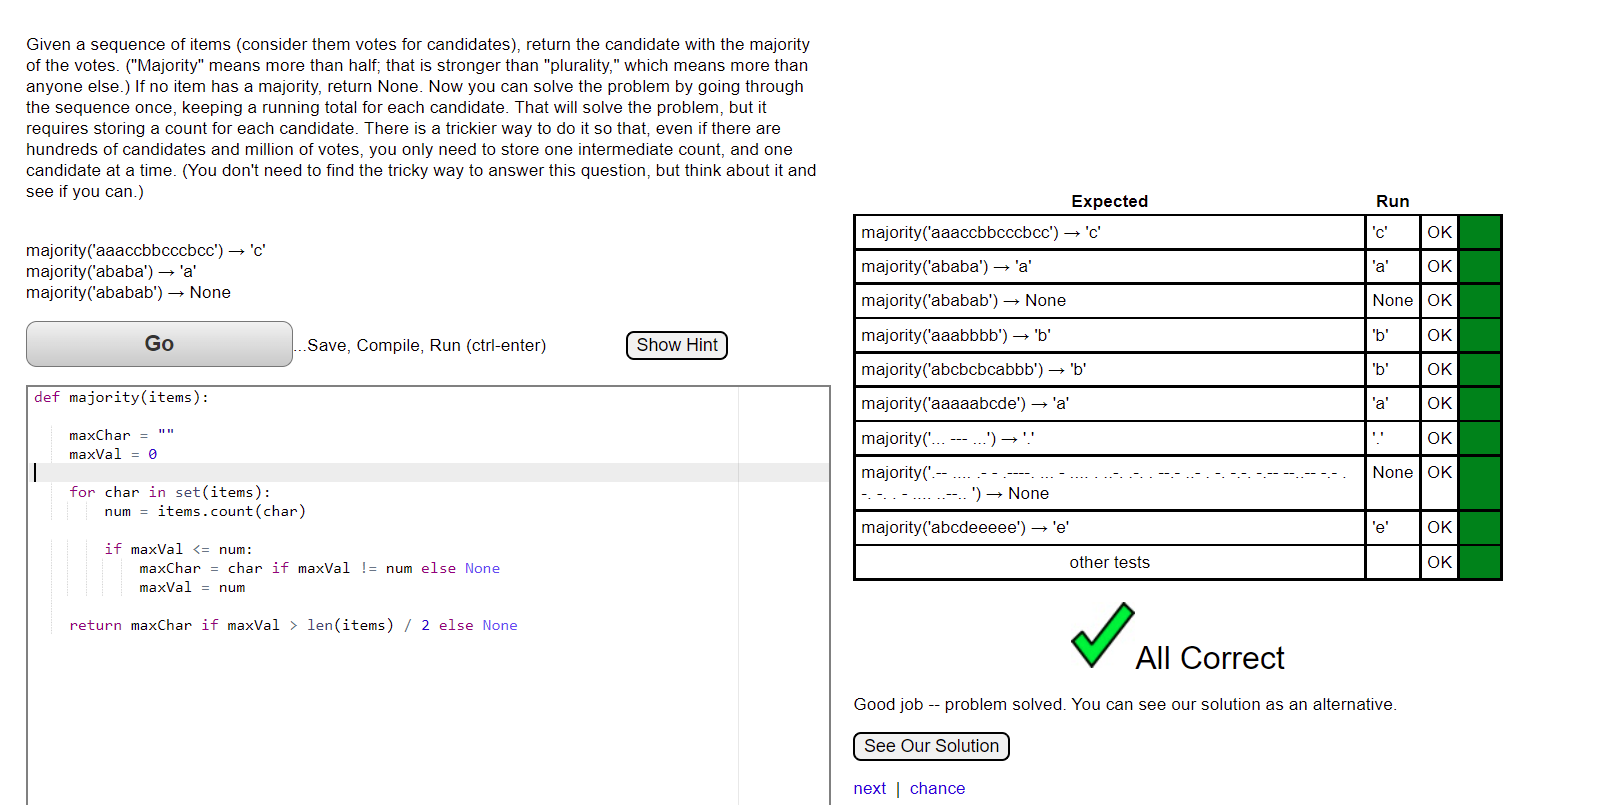 Given a sequence of items (consider them votes for candidates), return the candidate with the majority
of the votes. ("Majority" means more than half; that is stronger than "plurality," which means more than
anyone else.) If no item has a majority, return None. Now you can solve the problem by going through
the sequence once, keeping a running total for each candidate. That will solve the problem, but it
requires storing a count for each candidate. There is a trickier way to do it so that, even if there are
hundreds of candidates and million of votes, you only need to store one intermediate count, and one
candidate at a time. (You don't need to find the tricky way to answer this question, but think about it and
see if you can.)
majority('aaaccbbcccbcc') → 'c'
majority('ababa') → 'a'
majority('ababab') → None
Go
...Save, Compile, Run (ctrl-enter)
Show Hint
def majority(items):
maxChar = ""
maxVal = 0
for char in set(items):
num = items.count(char)
if maxVal <= num:
maxChar = char if maxVal != num else None
maxVal = num
return maxChar if maxVal > len(items) / 2 else None
Expected Run
majority('aaaccbbcccbcc') → 'c' 'c' OK
majority('ababa') → 'a' 'a' OK
majority('ababab') → None None OK
majority('aaabbbb') → 'b' 'b' OK
majority('abcbcbcabbb') → 'b' 'b' OK
majority('aaaaabcde') → 'a' 'a' OK
majority('... --- ...') → '.' '.' OK
majority('.-- .... .- - .----. ... - .... . ..-. .-. . --.- ..- . -. -.-. -.-- --..-- -.- . None OK
-. -. . - .... ..--.. ') → None
majority('abcdeeeee') → 'e' 'e' OK
other tests OK
All Correct
Good job -- problem solved. You can see our solution as an alternative.
See Our Solution
next | chance